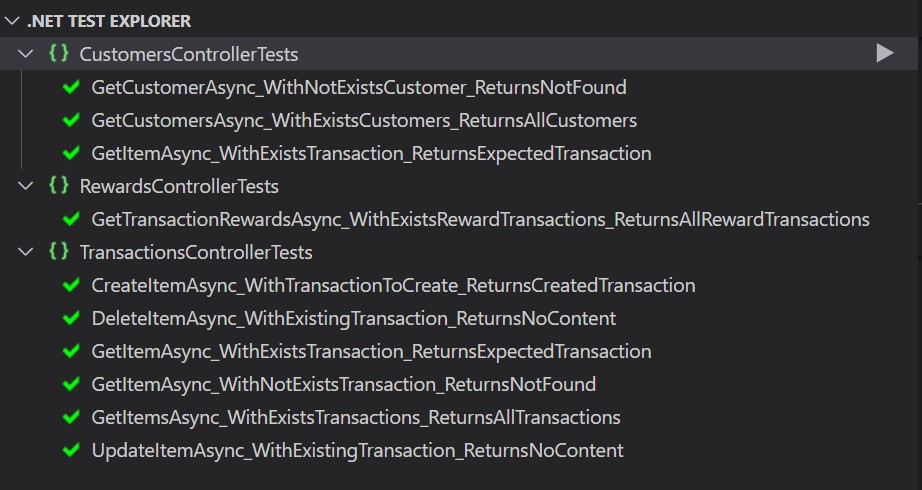 .NET TEST EXPLORER
{} CustomersControllerTests
GetCustomerAsync_WithNotExistsCustomer_ReturnsNotFound
GetCustomersAsync_WithExistsCustomers_ReturnsAllCustomers
GetItemAsync_WithExistsTransaction_ReturnsExpectedTransaction
{} RewardsControllerTests
GetTransactionRewardsAsync_WithExistsRewardTransactions_ReturnsAllRewardTransactions
{} TransactionsControllerTests
CreateItemAsync_WithTransactionToCreate_ReturnsCreatedTransaction
DeleteItemAsync_WithExistingTransaction_ReturnsNoContent
GetItemAsync_WithExistsTransaction_ReturnsExpectedTransaction
GetItemAsync_WithNotExistsTransaction_ReturnsNotFound
GetItemsAsync_WithExistsTransactions_ReturnsAllTransactions
UpdateItemAsync_WithExistingTransaction_ReturnsNoContent